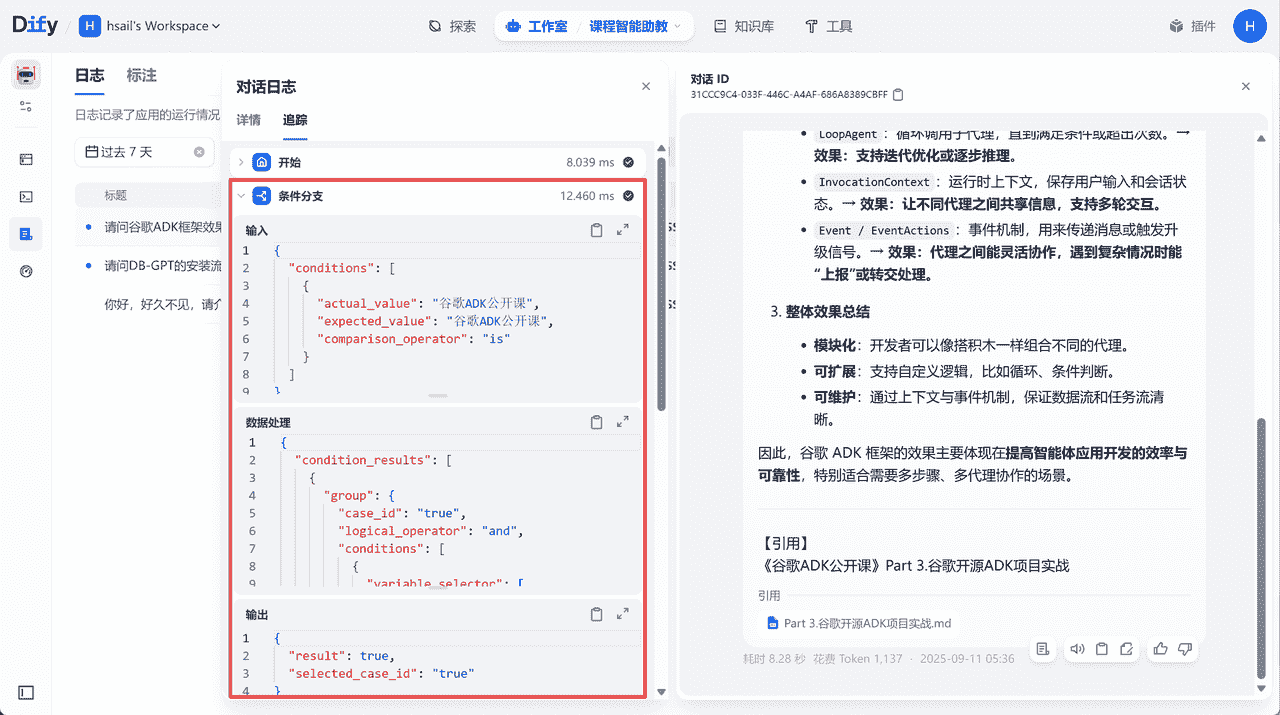 Dify / H hsail's Workspace
探索
工作室 / 课程智能助教
知识库
工具
插件
H
日志 标注
日志记录了应用的运行情况
过去 7 天
标题
请问谷歌ADK框架效果
请问DB-GPT的安装流
你好，好久不见，请介
对话日志
详情 追踪
开始 8.039 ms
条件分支 12.460 ms
输入
1 {
2 "conditions": [
3 {
4 "actual_value": "谷歌ADK公开课",
5 "expected_value": "谷歌ADK公开课",
6 "comparison_operator": "is"
7 }
8 ]
9 }
数据处理
1 {
2 "condition_results": [
3 {
4 "group": {
5 "case_id": "true",
6 "logical_operator": "and",
7 "conditions": [
8 {
9 "variable_selector": [
输出
1 {
2 "result": true,
3 "selected_case_id": "true"
4 }
对话 ID
31CCC9C4-033F-446C-A4AF-686A8389CBFF
LoopAgent ：循环调用子代理，直到满足条件或超出次数。→
效果：支持迭代优化或逐步推理。
InvocationContext ：运行时上下文，保存用户输入和会话状
态。→ 效果：让不同代理之间共享信息，支持多轮交互。
Event / EventActions ：事件机制，用来传递消息或触发升
级信号。→ 效果：代理之间能灵活协作，遇到复杂情况时能
“上报”或转交处理。
3. 整体效果总结
模块化：开发者可以像搭积木一样组合不同的代理。
可扩展：支持自定义逻辑，比如循环、条件判断。
可维护：通过上下文与事件机制，保证数据流和任务流清
晰。
因此，谷歌 ADK 框架的效果主要体现在提高智能体应用开发的效率与
可靠性，特别适合需要多步骤、多代理协作的场景。
【引用】
《谷歌ADK公开课》Part 3.谷歌开源ADK项目实战
引用
Part 3.谷歌开源ADK项目实战.md
耗时 8.28 秒 花费 Token 1,137 · 2025-09-11 05:36